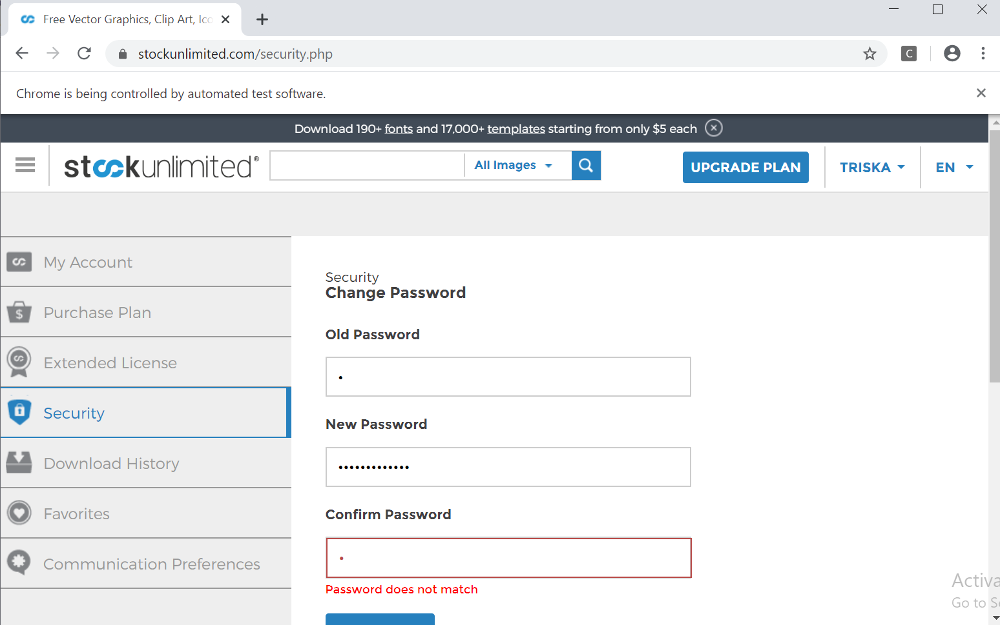 Free Vector Graphics, Clip Art, Ico
stockunlimited.com/security.php
C
Chrome is being controlled by automated test software.
Download 190+ fonts and 17,000+ templates starting from only $5 each
stockunlimited®
All Images
UPGRADE PLAN
TRISKA
EN
My Account
Purchase Plan
Extended License
Security
Download History
Favorites
Communication Preferences
Security
Change Password
Old Password
•
New Password
•••••••••••••
Confirm Password
•
Password does not match
Activa
Go to Se